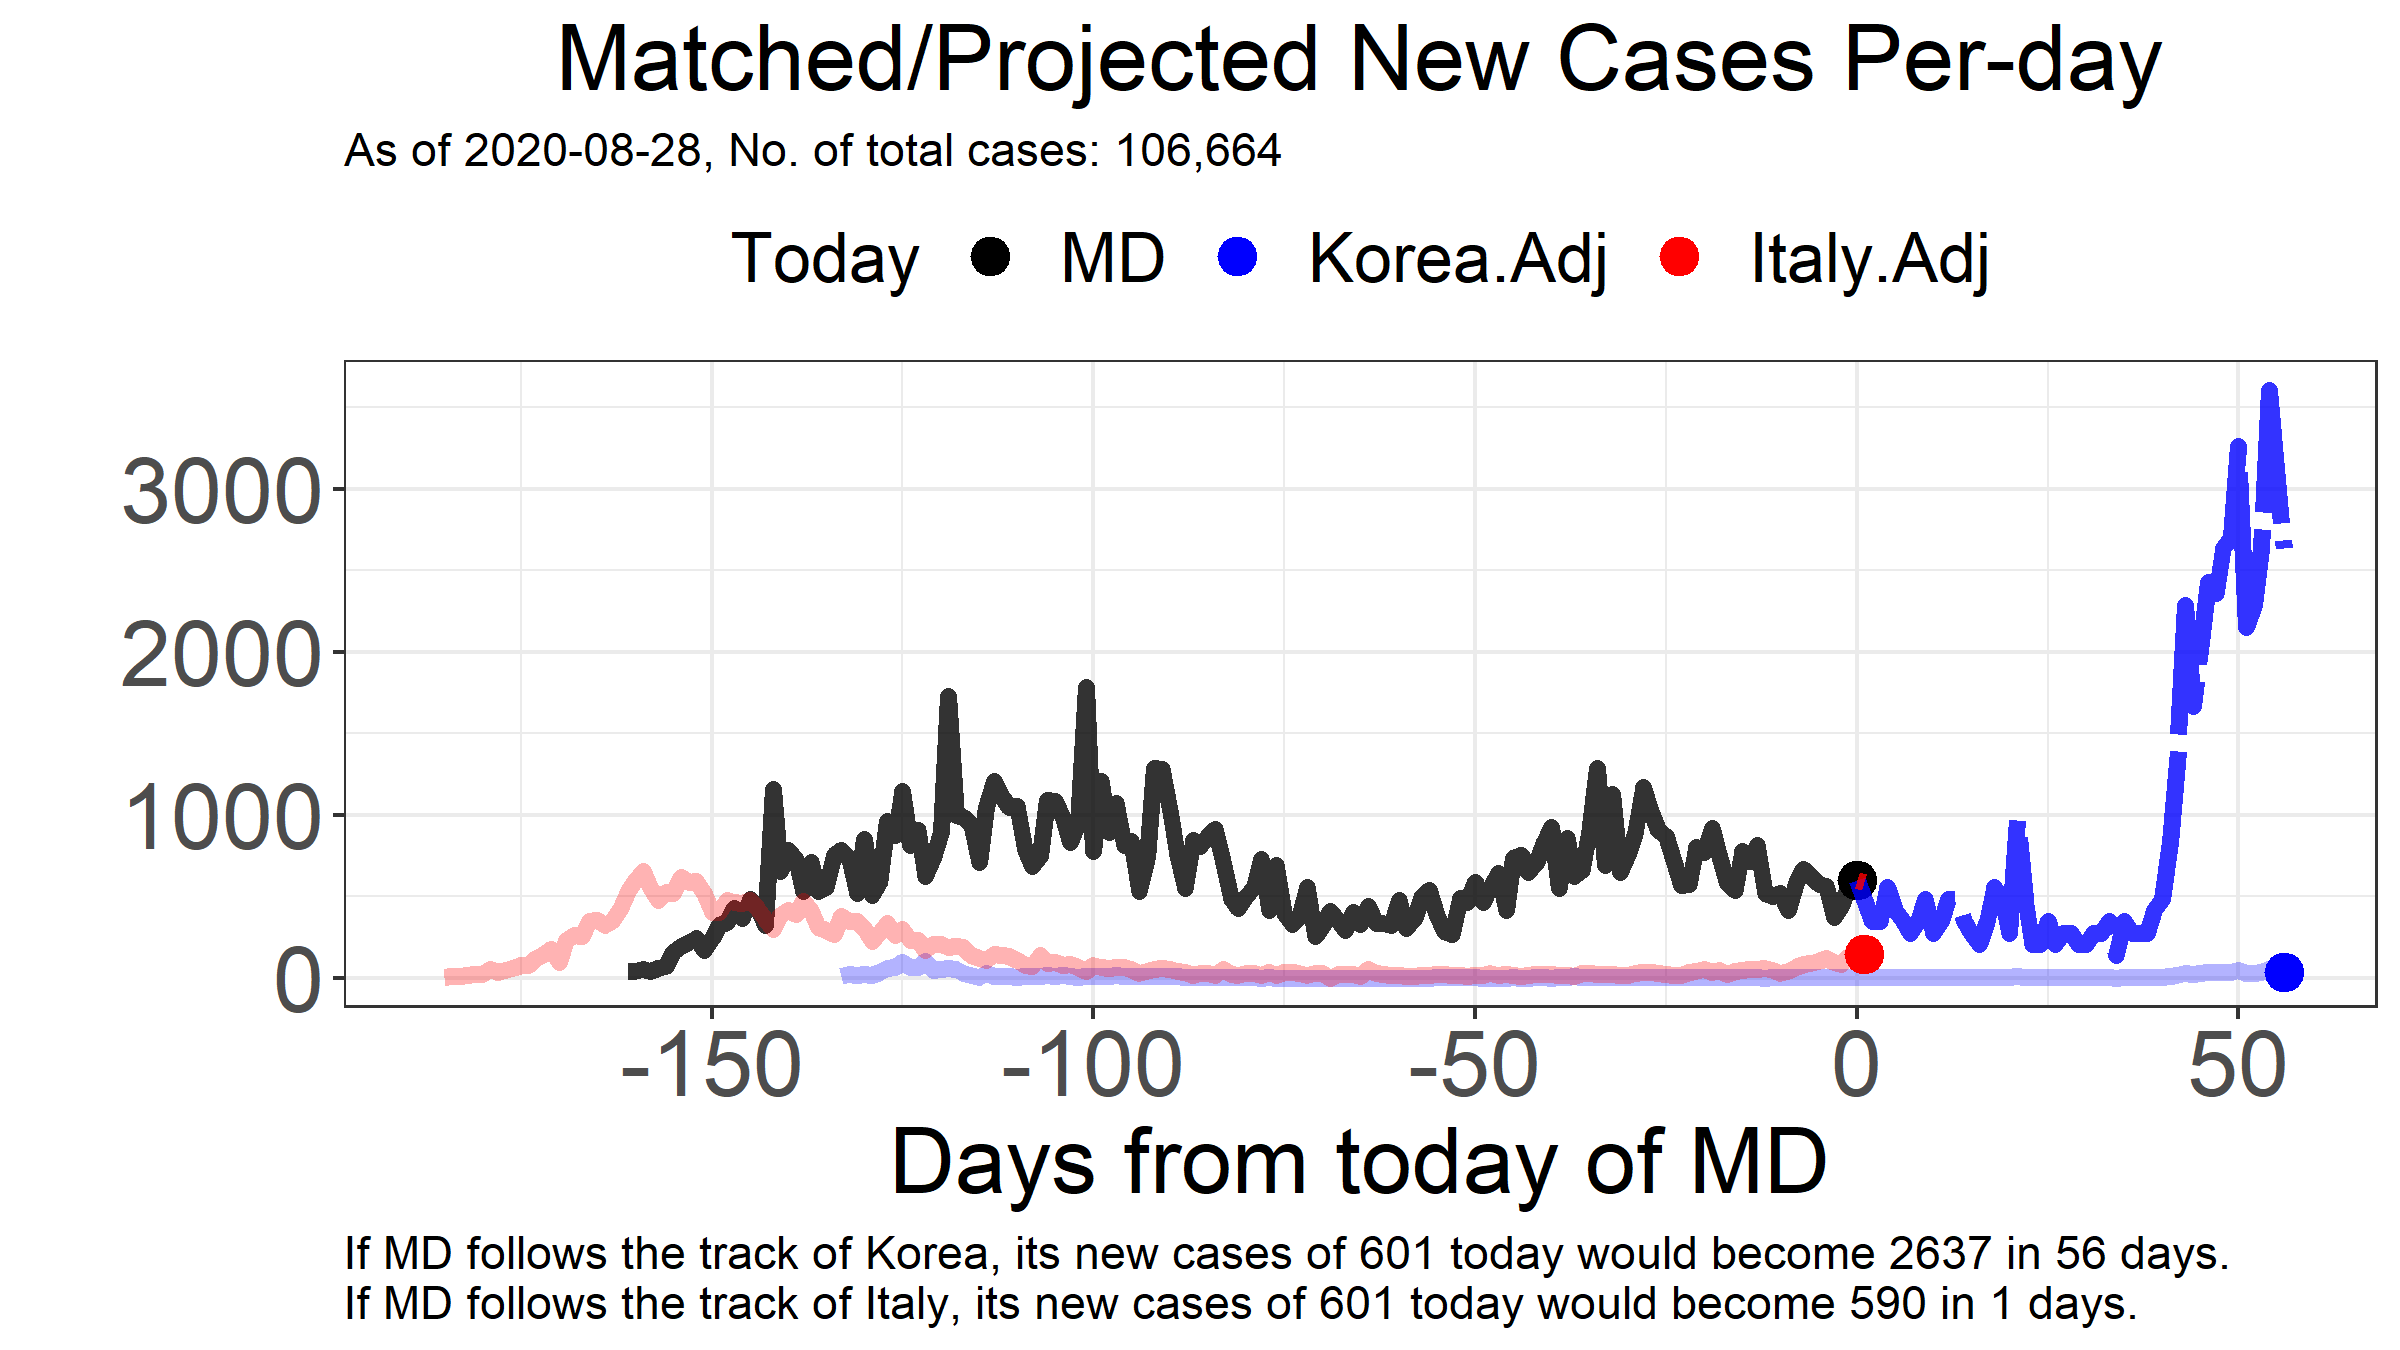 Matched/Projected New Cases Per-day
As of 2020-08-28, No. of total cases: 106,664
Today MD Korea.Adj Italy.Adj
3000
2000
1000
0
-150 -100 -50 0 50
Days from today of MD
If MD follows the track of Korea, its new cases of 601 today would become 2637 in 56 days.
If MD follows the track of Italy, its new cases of 601 today would become 590 in 1 days.